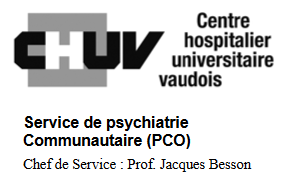 CHUV
Centre
hospitalier
universitaire
vaudois
Service de psychiatrie
Communautaire (PCO)
Chef de Service : Prof. Jacques Besson